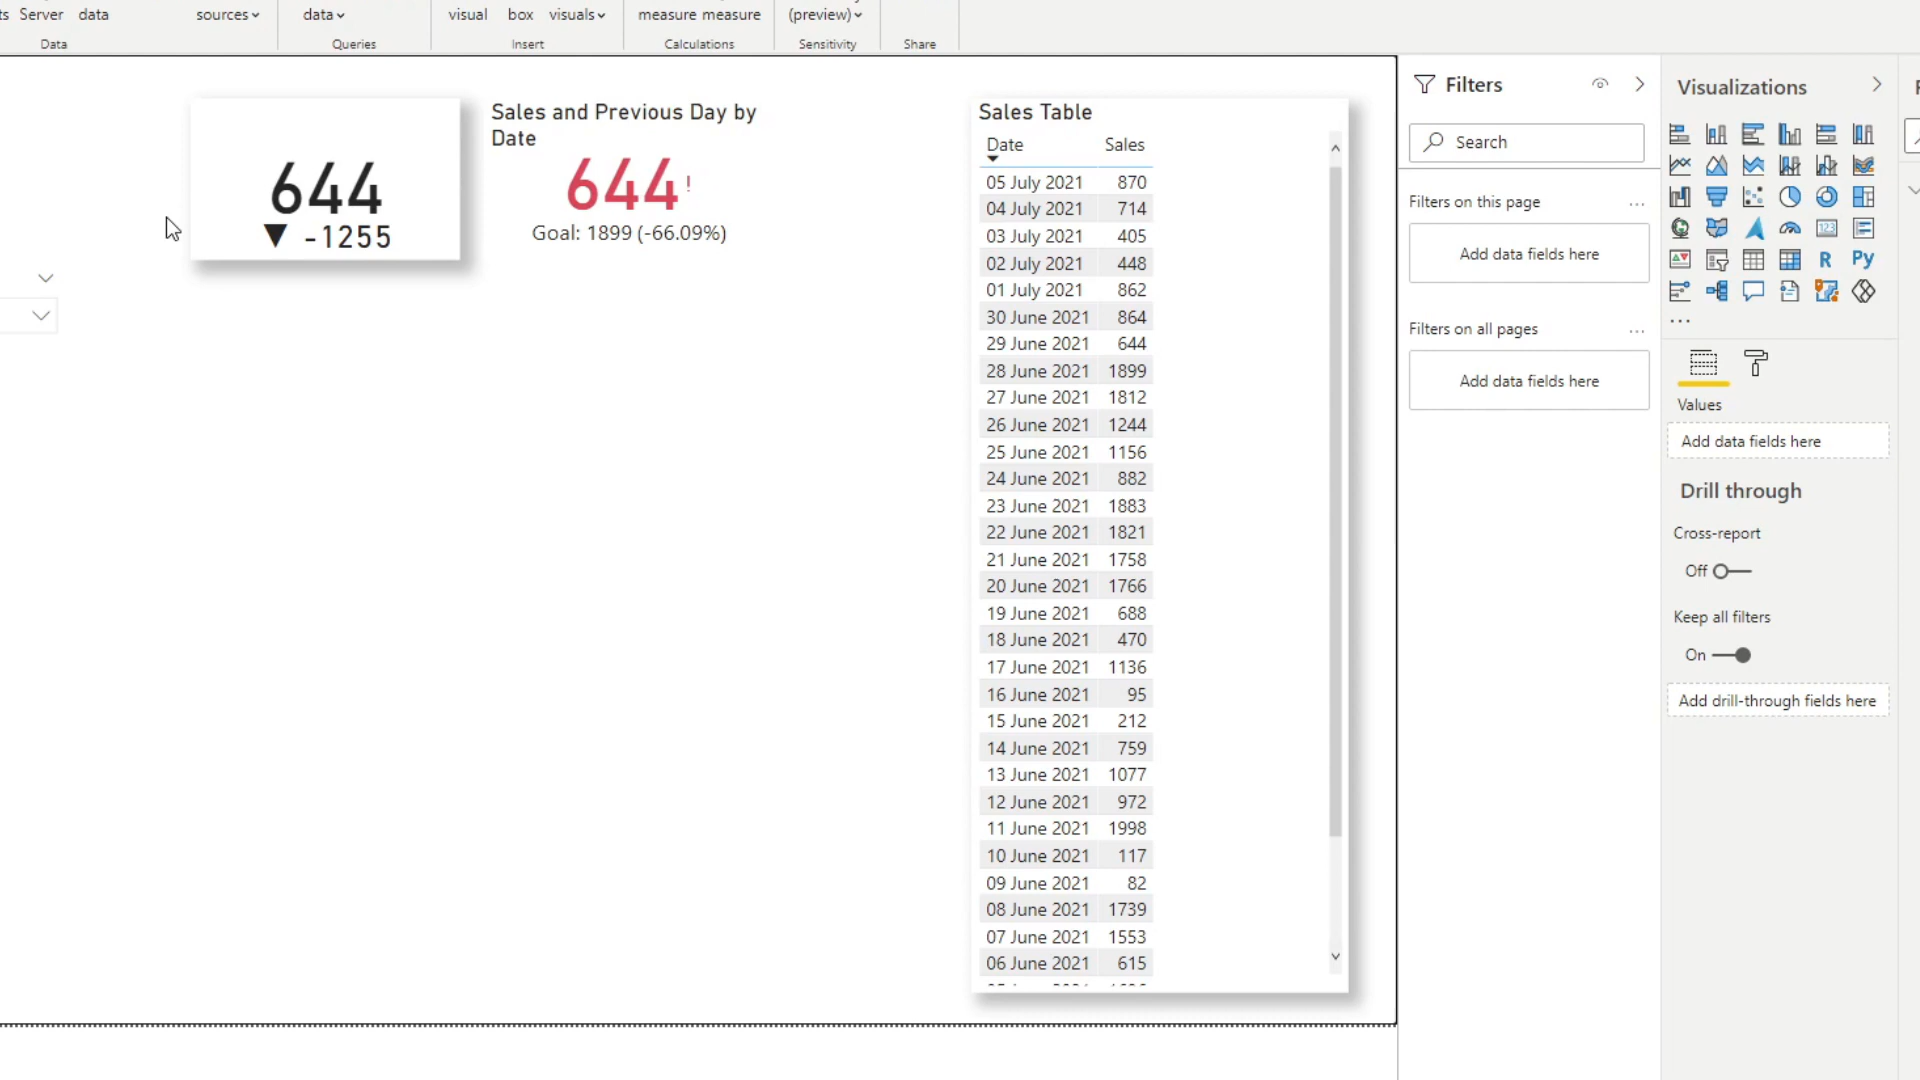 Server data sources data visual box visuals measure measure (preview)
Data Queries Insert Calculations Sensitivity Share
644
▼ -1255
Sales and Previous Day by
Date
644!
Goal: 1899 (-66.09%)
Sales Table
Date Sales
05 July 2021 870
04 July 2021 714
03 July 2021 405
02 July 2021 448
01 July 2021 862
30 June 2021 864
29 June 2021 644
28 June 2021 1899
27 June 2021 1812
26 June 2021 1244
25 June 2021 1156
24 June 2021 882
23 June 2021 1883
22 June 2021 1821
21 June 2021 1758
20 June 2021 1766
19 June 2021 688
18 June 2021 470
17 June 2021 1136
16 June 2021 95
15 June 2021 212
14 June 2021 759
13 June 2021 1077
12 June 2021 972
11 June 2021 1998
10 June 2021 117
09 June 2021 82
08 June 2021 1739
07 June 2021 1553
06 June 2021 615
Filters
Search
Filters on this page ...
Add data fields here
Filters on all pages ...
Add data fields here
Visualizations
123
R Py
...
Values
Add data fields here
Drill through
Cross-report
Off
Keep all filters
On
Add drill-through fields here